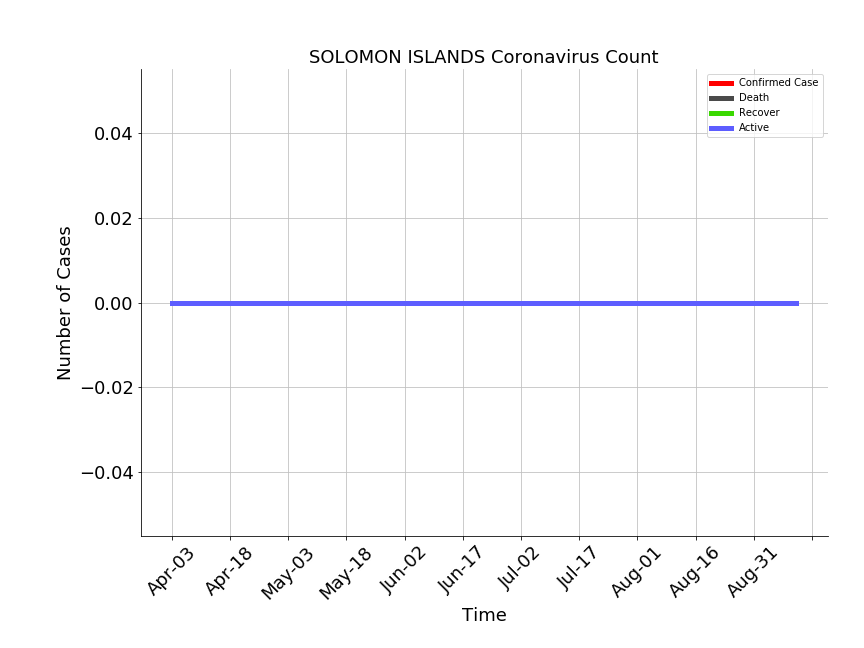 SOLOMON ISLANDS Coronavirus Count
Confirmed Case
Death
Recover
Active
0.04
0.02
0.00
−0.02
−0.04
Number of Cases
Apr-03
Apr-18
May-03
May-18
Jun-02
Jun-17
Jul-02
Jul-17
Aug-01
Aug-16
Aug-31
Time